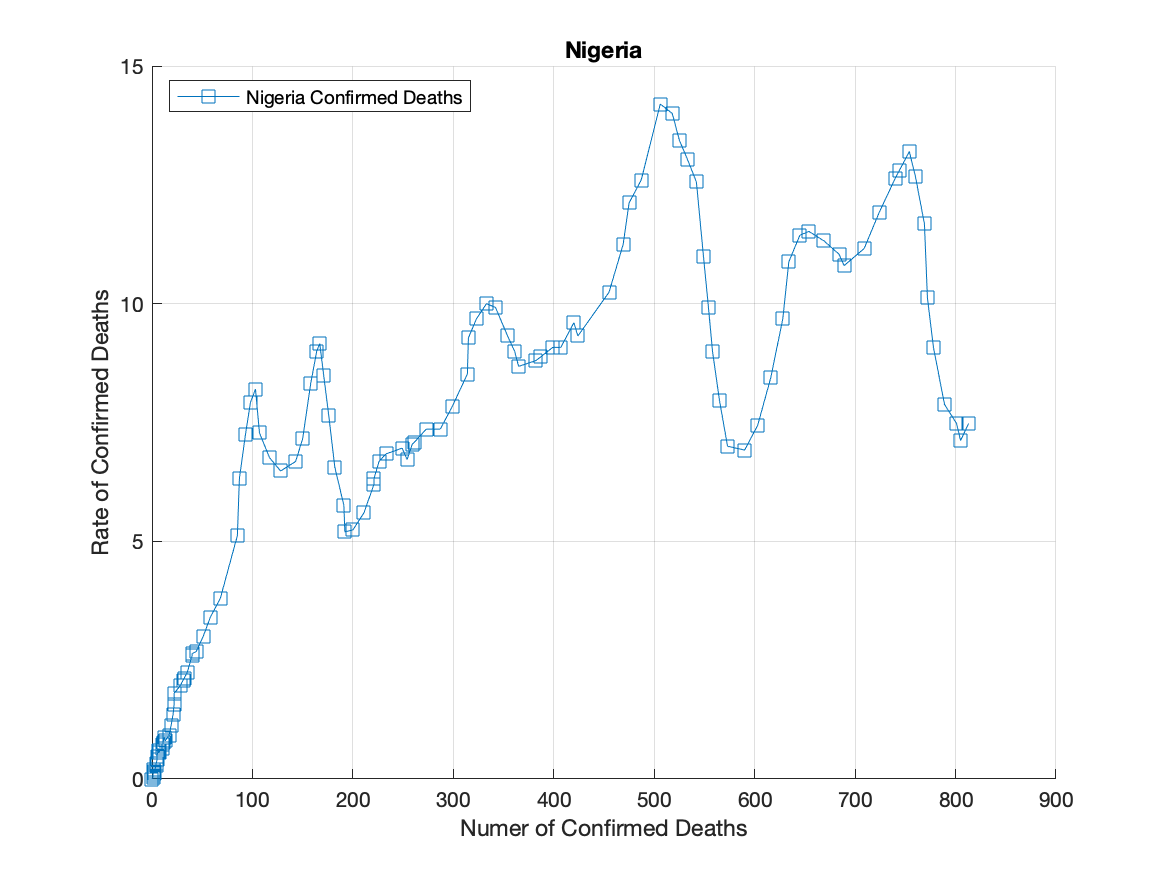 Nigeria
Nigeria Confirmed Deaths
15
10
5
0
Rate of Confirmed Deaths
0 100 200 300 400 500 600 700 800 900
Numer of Confirmed Deaths